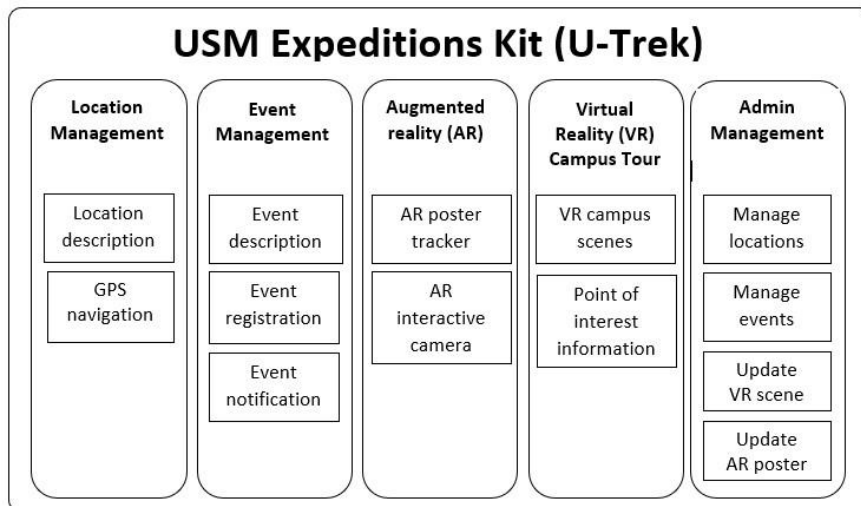 USM Expeditions Kit (U-Trek)
Location
Management
Location
description
GPS
navigation
Event
Management
Event
description
Event
registration
Event
notification
Augmented
reality (AR)
AR poster
tracker
AR
interactive
camera
Virtual
Reality (VR)
Campus Tour
VR campus
scenes
Point of
interest
information
Admin
Management
Manage
locations
Manage
events
Update
VR scene
Update
AR poster